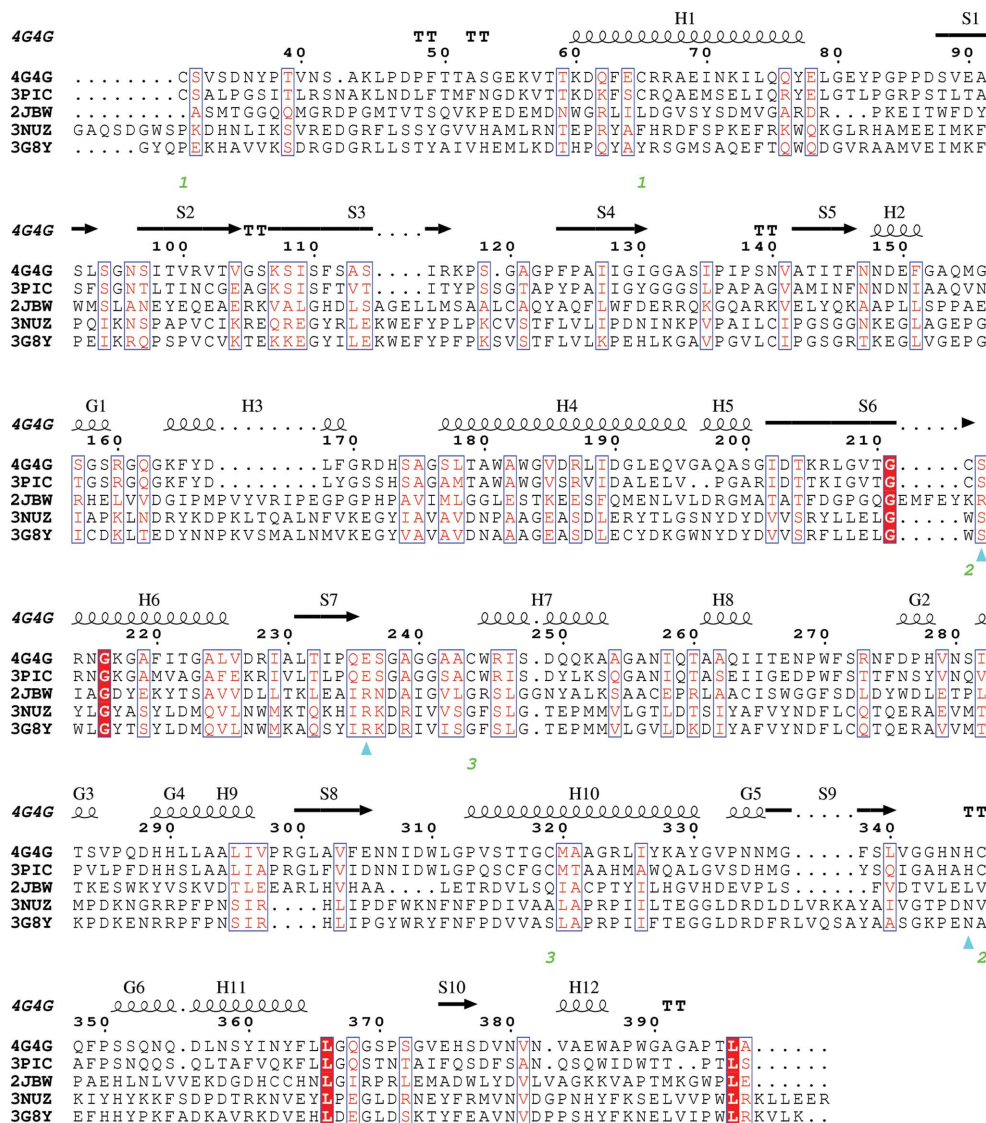 H1 S1
4G4G TT TT
40 50 60 70 80 90
4G4G ........CSVSDNYPTVNS.AKLPDPFTTASGEKVTTKDQFECRRAEINKILQQYELGEYPGPPDSVEA
3PIC ........CSALPGSITLRSNAKLNDLFTMFNGDKVTTKDKFSCRQAEMSELIQRYELGTLPGRPSTLTA
2JBW .........ASMTGGQQMGRDPGMTVTSQVKPEDEMDNWGRLILDGVSYSDMVGARDR..PKEITWFDY
3NUZ GAQSDGWSPKDHNLIKSVREDGRFLSSYGVVHAMLRNTEPRYAFHRDFSPKEFRKWQKGLRHAMEEIMKF
3G8Y .....GYQPEKHAVVKSDRGDGRLLSTYAIVHEMLKDTHPQYAYRSGMSAQEFTQWQDGVRAAMVEIMKF
1 1
4G4G S2 S3 S4 S5 H2
TT TT
100 110 120 130 140 150
4G4G SLSGNSITVRVTVGSKSISFSAS....IRKPSS.GAGPFPAIIGIGGASIPIPSNVATITFNNDEFGAQMG
3PIC SFSGNTLTINCGEAGKSISFTVT....ITYPSSGTAPYPAIIGYGGGSLPAPAGVAMINFNNDNIAAQVN
2JBW WMSLANEYEQEAERKVALGHDLSAGELLMSAALCAQYAQFLWFDERRQKGQARKVELYQKAAPLLSPPAE
3NUZ PQIKNSPAPVCIKREQREGYRLEKWEFYPLPKCVSTFLVLIPDNINKPVPAILCIPGSGGNKEGLAGEPG
3G8Y PEIKRQPSPVCVKTEKKEGYILEKWEFYPFPKSVSTFLVLKPEHLKGAVPGVLCIPGSGRTKEGLVGEPG
G1 H3 H4 H5 S6
4G4G
160 170 180 190 200 210
4G4G SGSRGQGKFYD........LFGRDHSAGSLTAWAWGVDRLIDGLEQVGAQASGIDTKRLGVTG.....CS
3PIC TGSRGQGKFYD........LYGSSHSAGAMTAWAWGVSRVIDALELV..PGARIDTTKIGVTG.....CS
2JBW RHELVVDGIPMPVYVRIPEGPGPHPAVIMLGGLESTKEESFQMENLVLDRGMATATFDGPGQGEMFEYKR
3NUZ IAPKLNDRYKDPKLTQALNFVKEGYIAVAVDNPAAGEASDLERYTLGSNYDYDVVSRYLLELG.....WS
3G8Y ICDKLTEDYNNPKVSMALNMVKEGYVAVAVDNAAAGEASDLECYDKGWNYDYDVVSRFLLELG.....WS
2
H6 S7 H7 H8 G2
4G4G
220 230 240 250 260 270 280
4G4G RNGKGAFITGALVDRIALTIPQESGAGGAACWRIS.DQQKAAGANIQTAAQIITENPWFSRNFDPHVNSI
3PIC RNGKGAMVAGAFEKRIVLTLPQESGAGGSACWRIS.DYLKSQGANIQTASEIIGEDPWFSTTFNSYVNQV
2JBW IAGDYEKYTSAVVDLLTKLEAIRNDAIGVLGRSLGGNYALKSAACEPRLAACISWGGFSDLDYWDLETPL
3NUZ YLGYASYLDMQVLNWMKTQKHIRKDRIVVSGFSLG.TEPMMVLGTLDTSIYAFVYNDFLCQTQERAEVMT
3G8Y WLGYTSYLDMQVLNWMKAQSYIRKDRIVISGFSLG.TEPMMVLGVLDKDIYAFVYNDFLCQTQERAVVMT
3
G3 G4 H9 S8 H10 G5 S9
4G4G TT
290 300 310 320 330 340
4G4G TSVPQDHHLLAALIVPRGLAVFENNIDWLGPVSTTGCMAAGRLIYKAYGVPNNMG.....FSLVGGHNHC
3PIC PVLPFDHHSLAALIAPRGLFVIDNNIDWLGPQSCFGCMTAAHMAWQALGVSDHMG.....YSQIGAHAHC
2JBW TKESWKYVSKVDTLEEARLHVHAA....LETRDVLSQIACPTYILHGVHDEVPLS.....FVDTVLELV
3NUZ MPDKNGRRPFPNSIR....HLIPDFWKNFNFPDIVAALAPRPIILTEGGLDRDLDLVRKAYAIVGTPDNV
3G8Y KPDKENRRPFPNSIR....HLIPGYWRYFNFPDVVASLAPRPIIFTEGGLDRDFRLVQSAYAASGKPENA
3 2
G6 H11 S10 H12
4G4G TT
350 360 370 380 390
4G4G QFPSSQNQ.DLNSYINYFLLGQGSPSGVEHSDVNVN.VAEWAPWGAGAPTLA......
3PIC AFPSNQQS.QLTAFVQKFLLGQSTNTAIFQSDFSAN.QSQWIDWTT..PTLS......
2JBW PAEHLNLVVEKDGDHCCHNLGIRPRLEMADWLYDVLVAGKKVAPTMKGWPLE......
3NUZ KIYHYKKFSDPDTRKNVEYLPEGLDRNEYFRMVNVDGPPNHYFKSELVVPWLRKLLEER
3G8Y EFHHYPKFADKAVRKDVEHLDEGLDSKTYFEAVNVDPPSHYFKNELVIPWLRKVLK.